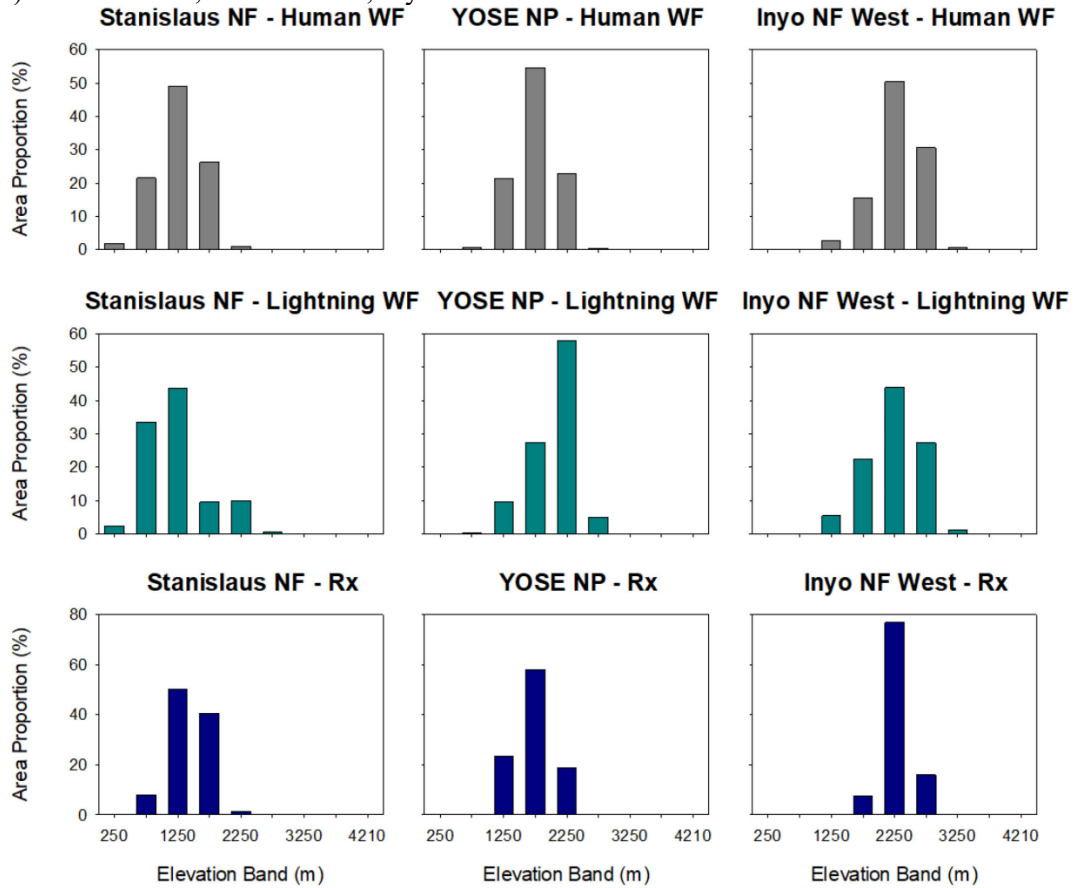 Stanislaus NF - Human WF YOSE NP - Human WF Inyo NF West - Human WF
Area Proportion (%)
60
50
40
30
20
10
0
Stanislaus NF - Lightning WF YOSE NP - Lightning WF Inyo NF West - Lightning WF
Area Proportion (%)
60
50
40
30
20
10
0
Stanislaus NF - Rx YOSE NP - Rx Inyo NF West - Rx
Area Proportion (%)
80
60
40
20
0
250 1250 2250 3250 4210 250 1250 2250 3250 4210 250 1250 2250 3250 4210
Elevation Band (m) Elevation Band (m) Elevation Band (m)